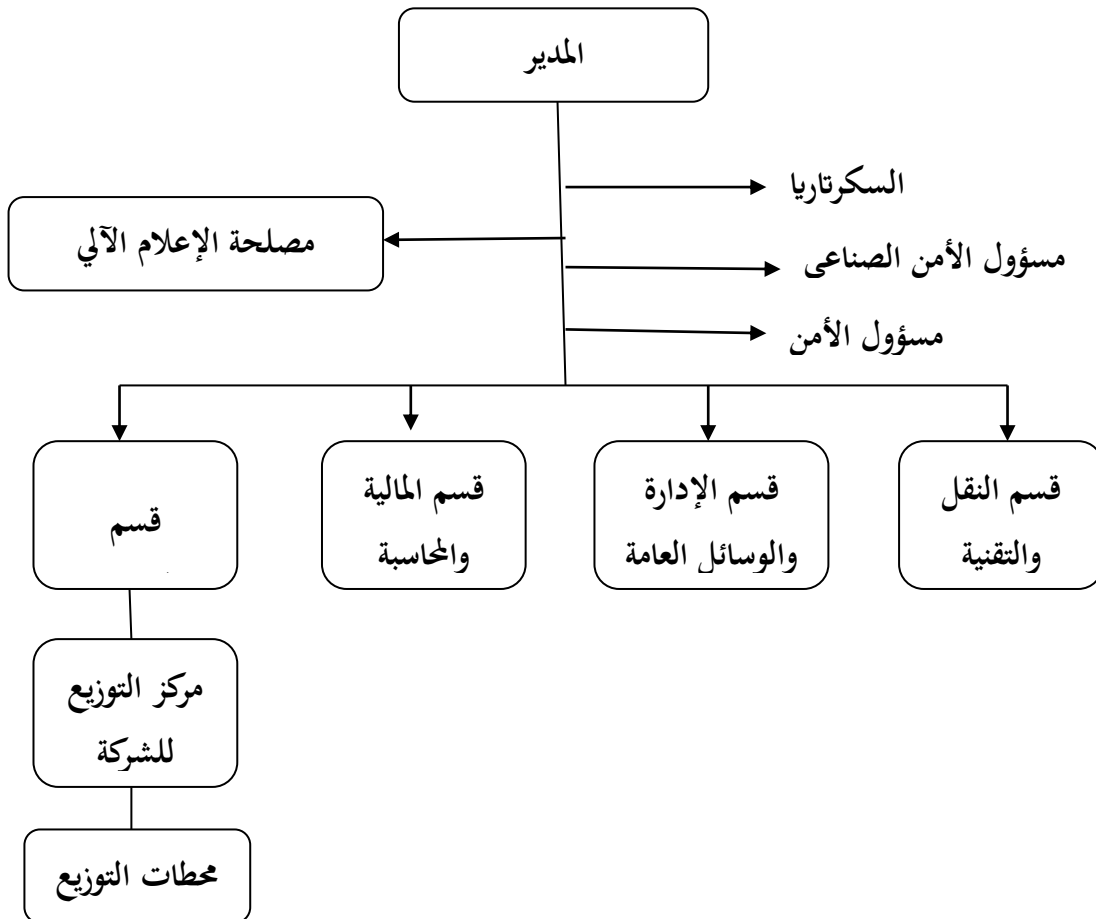 المدير
السكرتاريا
مصلحة الإعلام الآلي
مسؤول الأمن الصناعى
مسؤول الأمن
قسم النقل
والتقنية
قسم الإدارة
والوسائل العامة
قسم المالية
والمحاسبة
قسم
مركز التوزيع
للشركة
محطات التوزيع